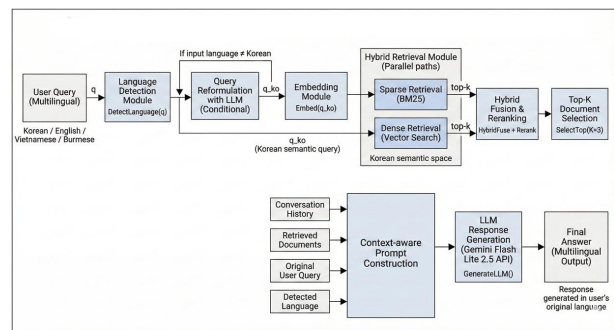 If input language ≠ Korean
User Query
(Multilingual)
q
Language
Detection
Module
DetectLanguage(q)
Query
Reformulation
with LLM
(Conditional)
q_ko
Embedding
Module
Embed(q_ko)
Hybrid Retrieval Module
(Parallel paths)
Sparse Retrieval
(BM25)
top-k
Dense Retrieval
(Vector Search)
top-k
Korean semantic space
Hybrid
Fusion &
Reranking
HybridFuse + Rerank
Top-K
Document
Selection
SelectTop(K=3)
Korean / English /
Vietnamese / Burmese
q_ko
(Korean semantic query)
Conversation
History
Retrieved
Documents
Original
User Query
Detected
Language
Context-aware
Prompt
Construction
LLM
Response
Generation
(Gemini Flash
Lite 2.5 API)
GenerateLLM()
Final
Answer
(Multilingual
Output)
Response
generated in user's
original language